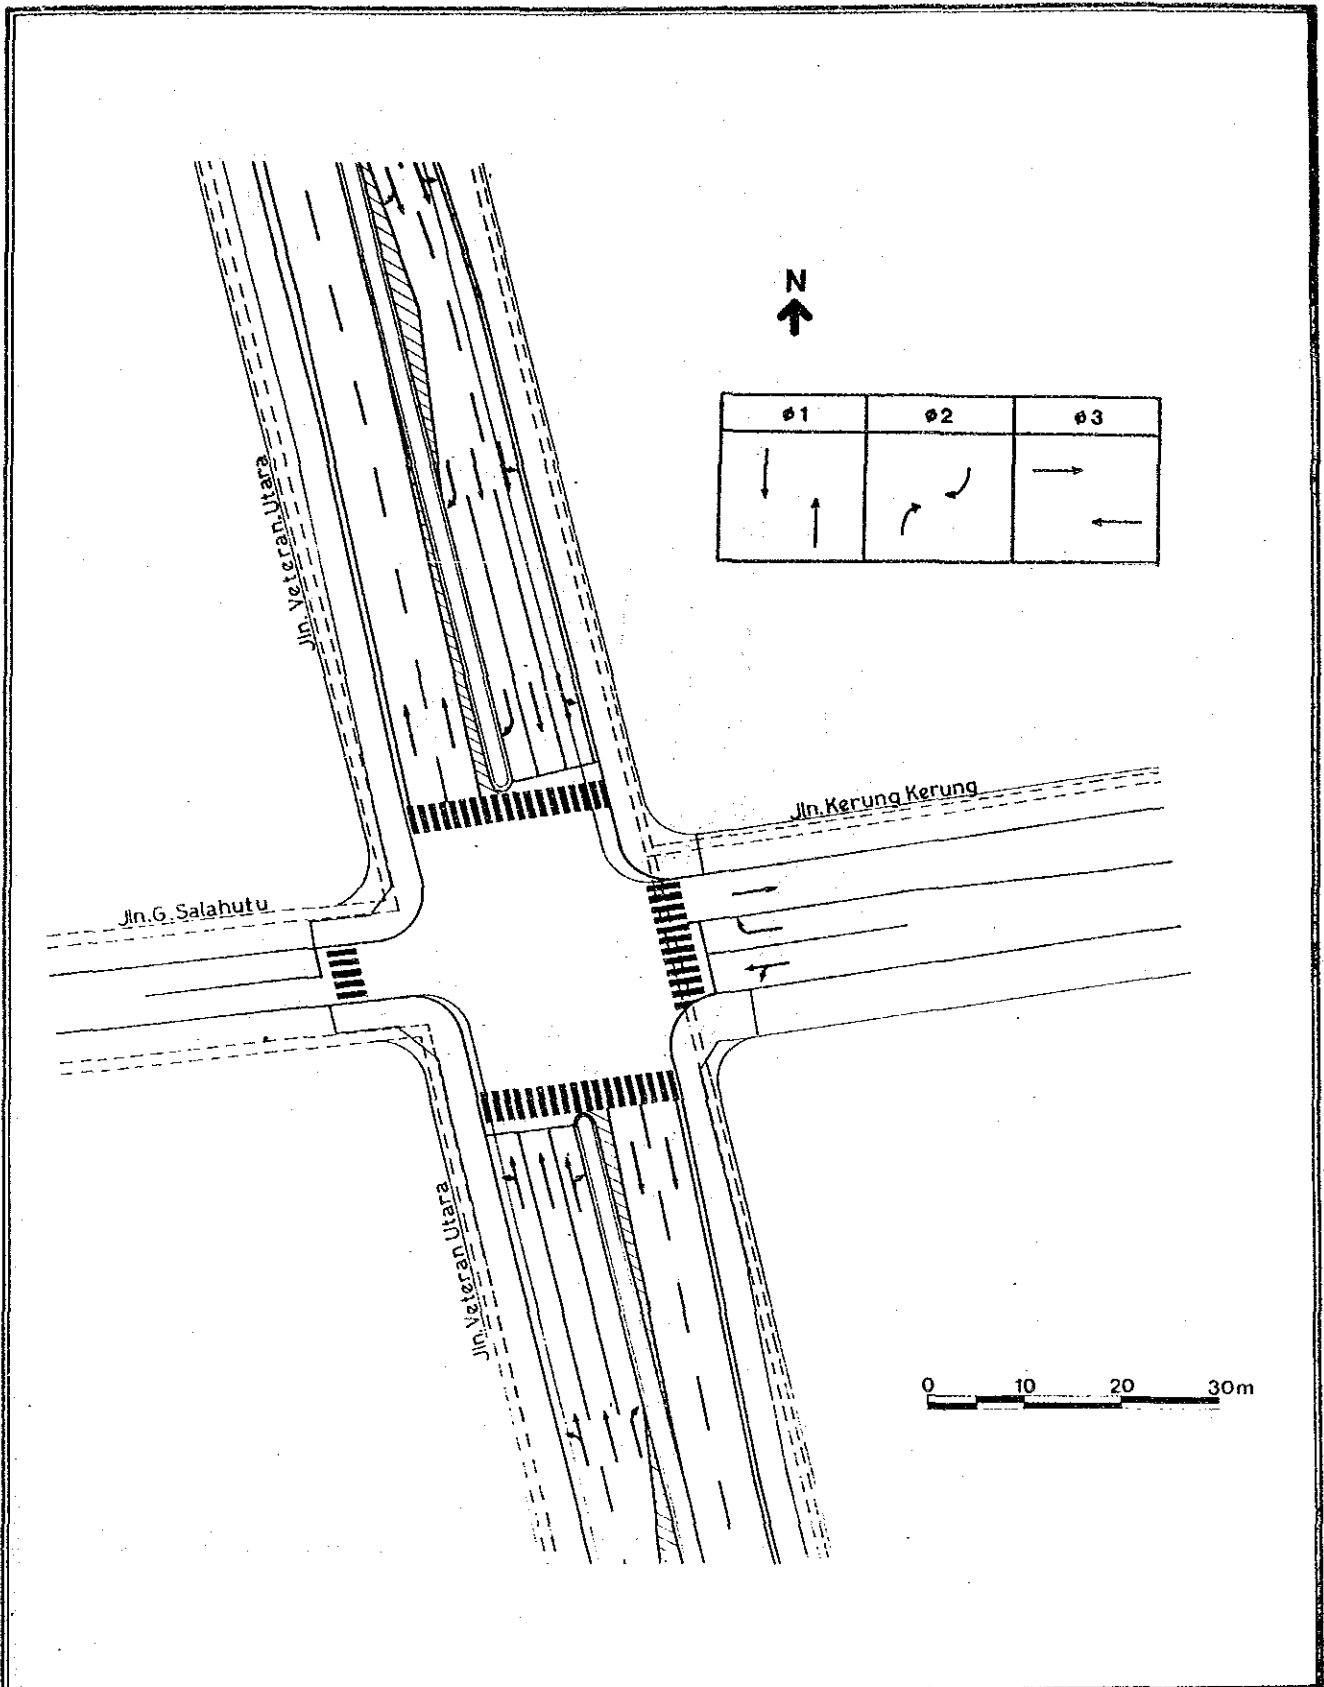 N
ø1 ø2 ø3
Jln. Veteran Utara
Jln. Kerung Kerung
Jln. G. Salahutu
Jln. Veteran Utara
0 10 20 30m